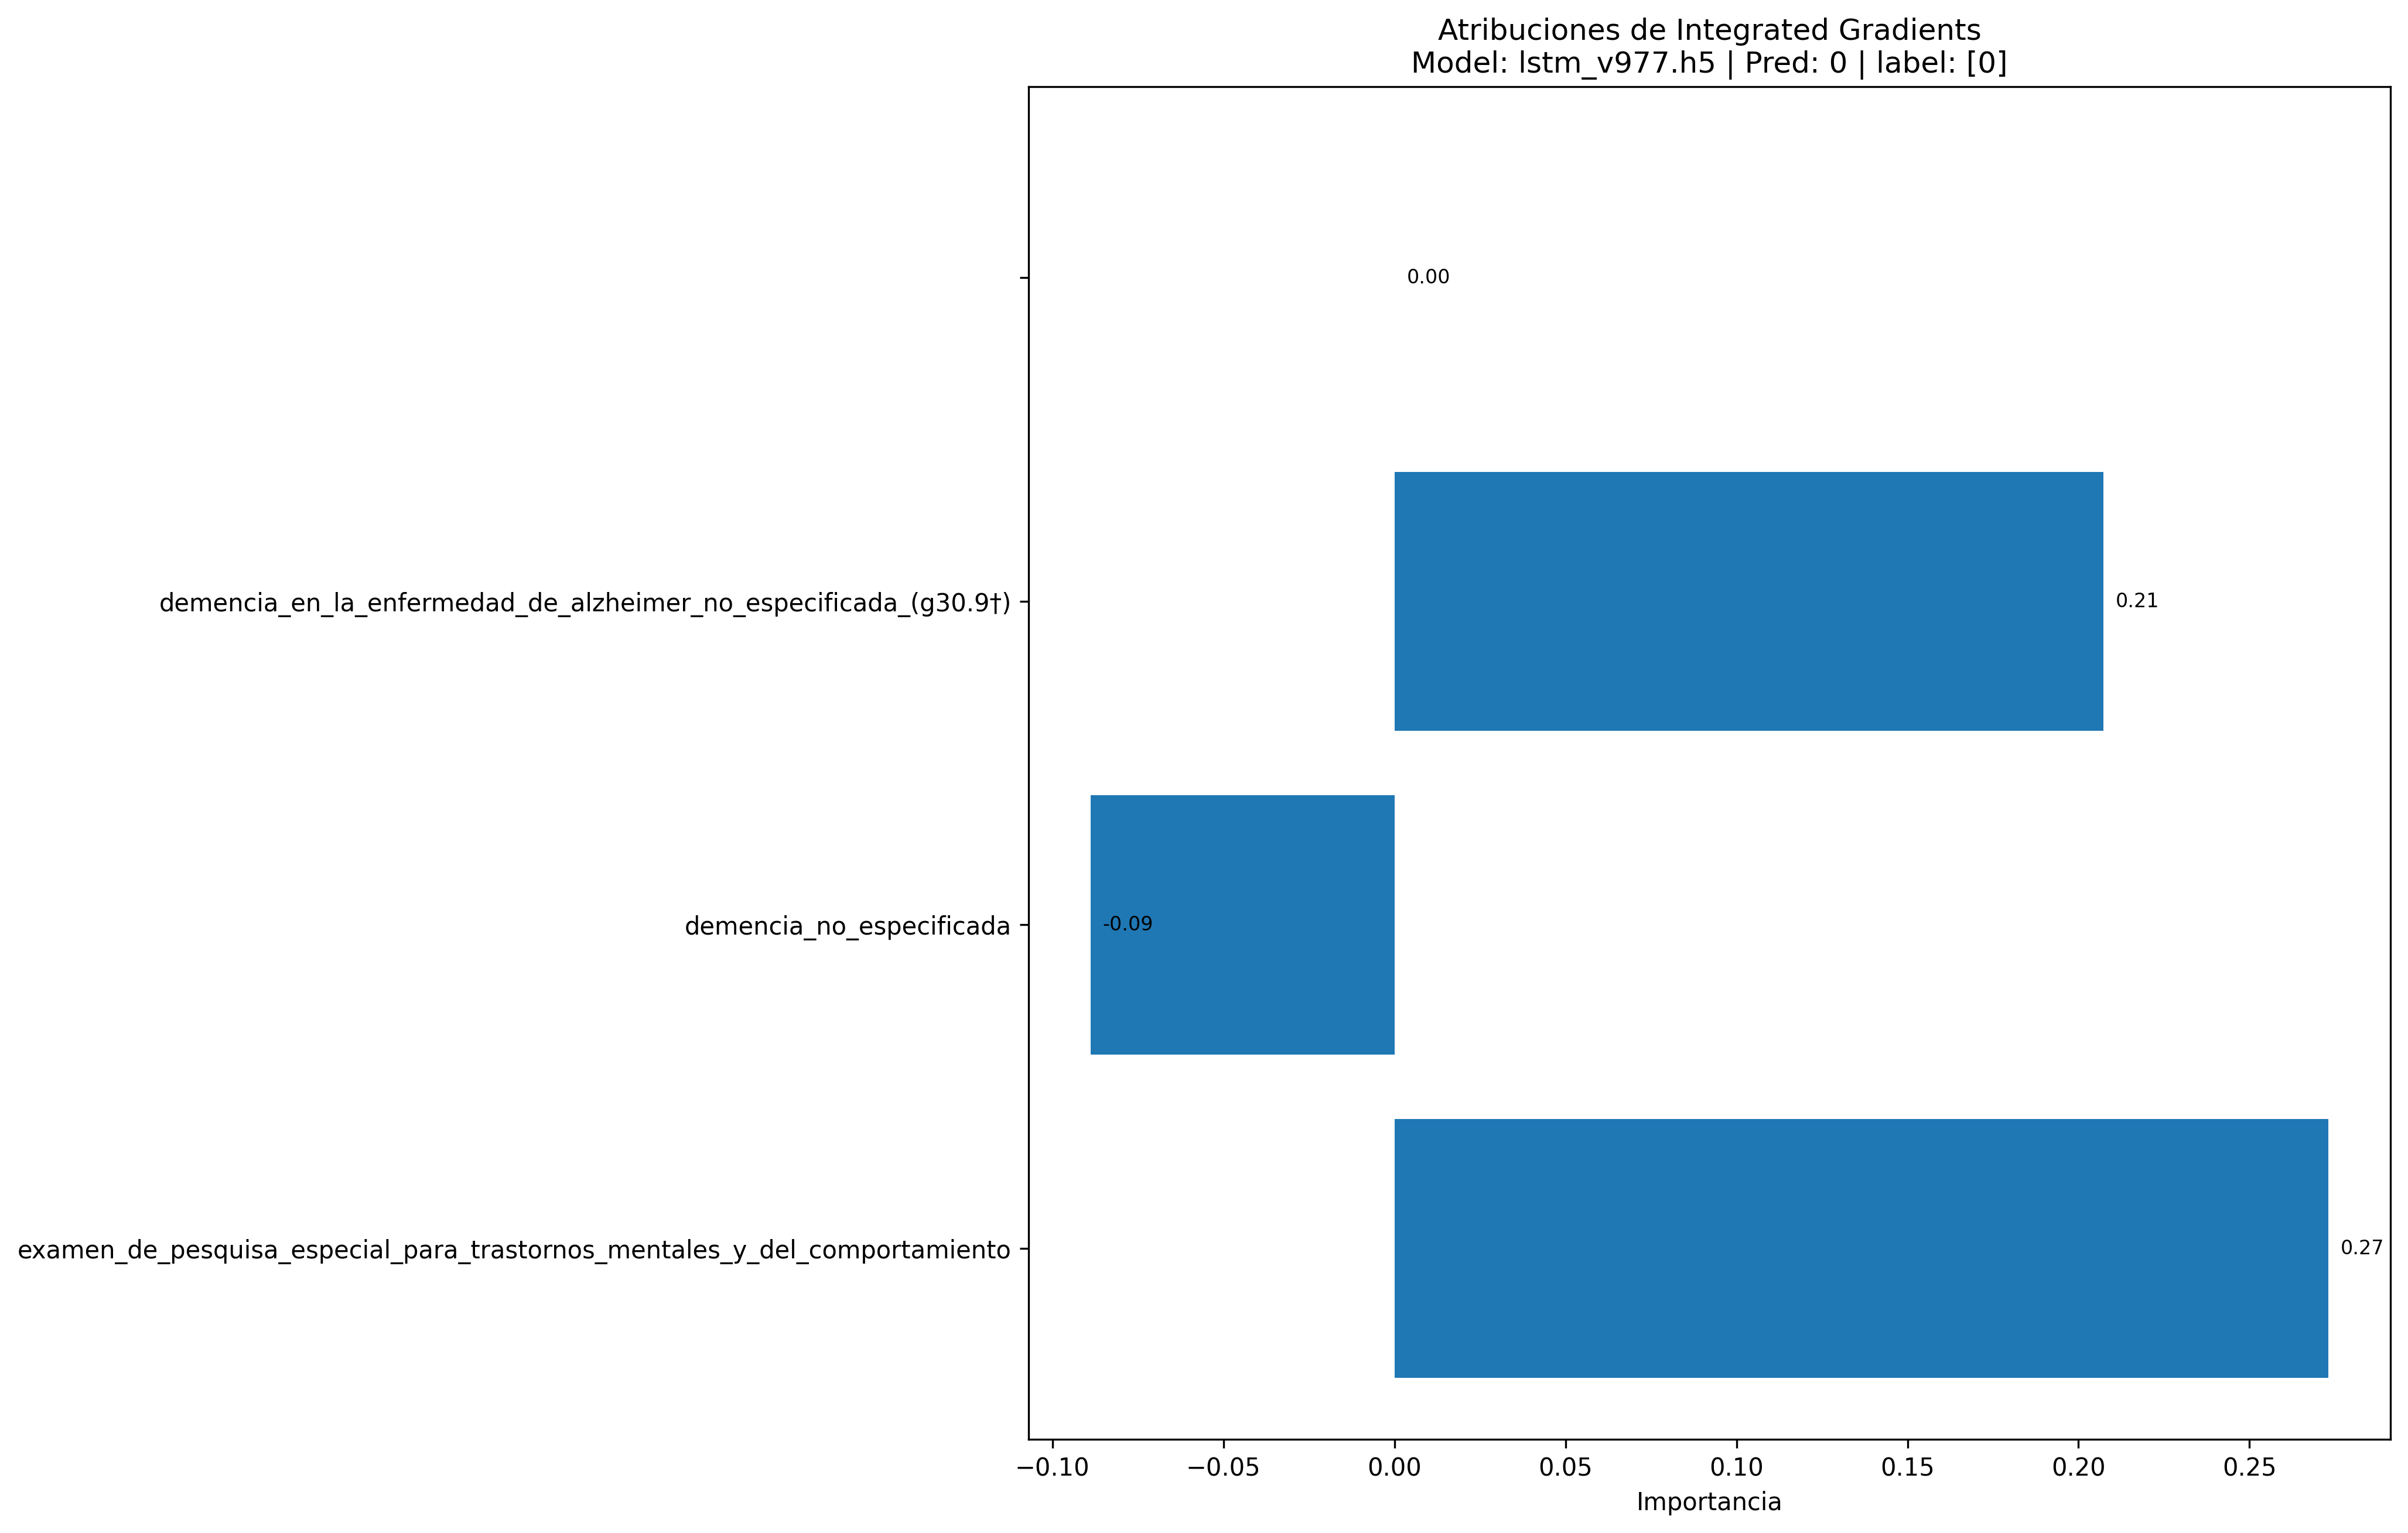 Atribuciones de Integrated Gradients
Model: lstm_v977.h5 | Pred: 0 | label: [0]
0.00
demencia_en_la_enfermedad_de_alzheimer_no_especificada_(g30.9†)
0.21
demencia_no_especificada
-0.09
examen_de_pesquisa_especial_para_trastornos_mentales_y_del_comportamiento
0.27
−0.10 −0.05 0.00 0.05 0.10 0.15 0.20 0.25
Importancia